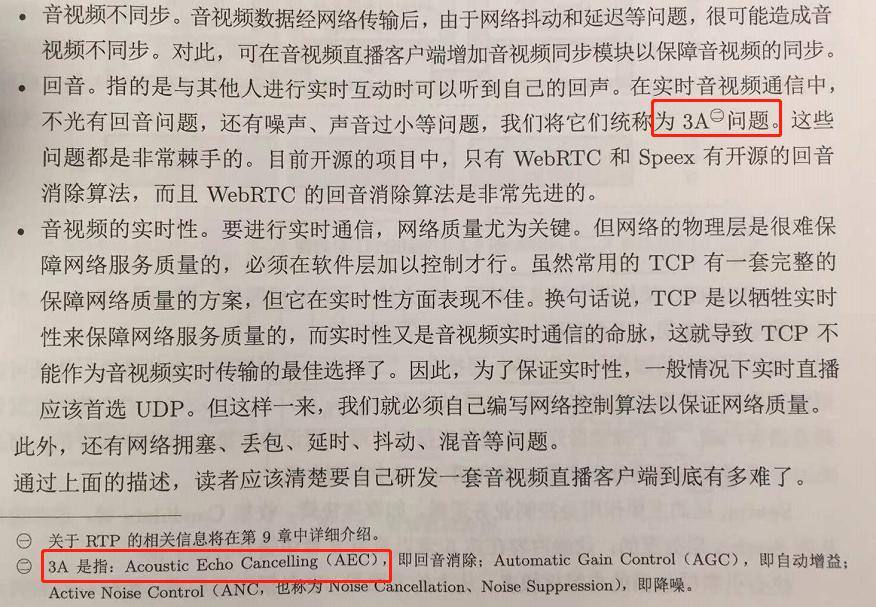 • 音视频不同步。音视频数据经网络传输后，由于网络抖动和延迟等问题，很可能造成音
视频不同步。对此，可在音视频直播客户端增加音视频同步模块以保障音视频的同步。
• 回音。指的是与其他人进行实时互动时可以听到自己的回声。在实时音视频通信中，
不光有回音问题，还有噪声、声音过小等问题，我们将它们统称为 3A㊁问题。这些
问题都是非常棘手的。目前开源的项目中，只有 WebRTC 和 Speex 有开源的回音
消除算法，而且 WebRTC 的回音消除算法是非常先进的。
• 音视频的实时性。要进行实时通信，网络质量尤为关键。但网络的物理层是很难保
障网络服务质量的，必须在软件层加以控制才行。虽然常用的 TCP 有一套完整的
保障网络质量的方案，但它在实时性方面表现不佳。换句话说，TCP 是以牺牲实时
性来保障网络服务质量的，而实时性又是音视频实时通信的命脉，这就导致 TCP 不
能作为音视频实时传输的最佳选择了。因此，为了保证实时性，一般情况下实时直播
应该首选 UDP。但这样一来，我们就必须自己编写网络控制算法以保证网络质量。
此外，还有网络拥塞、丢包、延时、抖动、混音等问题。
通过上面的描述，读者应该清楚要自己研发一套音视频直播客户端到底有多难了。
㊀ 关于 RTP 的相关信息将在第 9 章中详细介绍。
㊁ 3A 是指：Acoustic Echo Cancelling（AEC），即回音消除；Automatic Gain Control（AGC），即自动增益；
Active Noise Control（ANC，也称为 Noise Cancellation、Noise Suppression），即降噪。